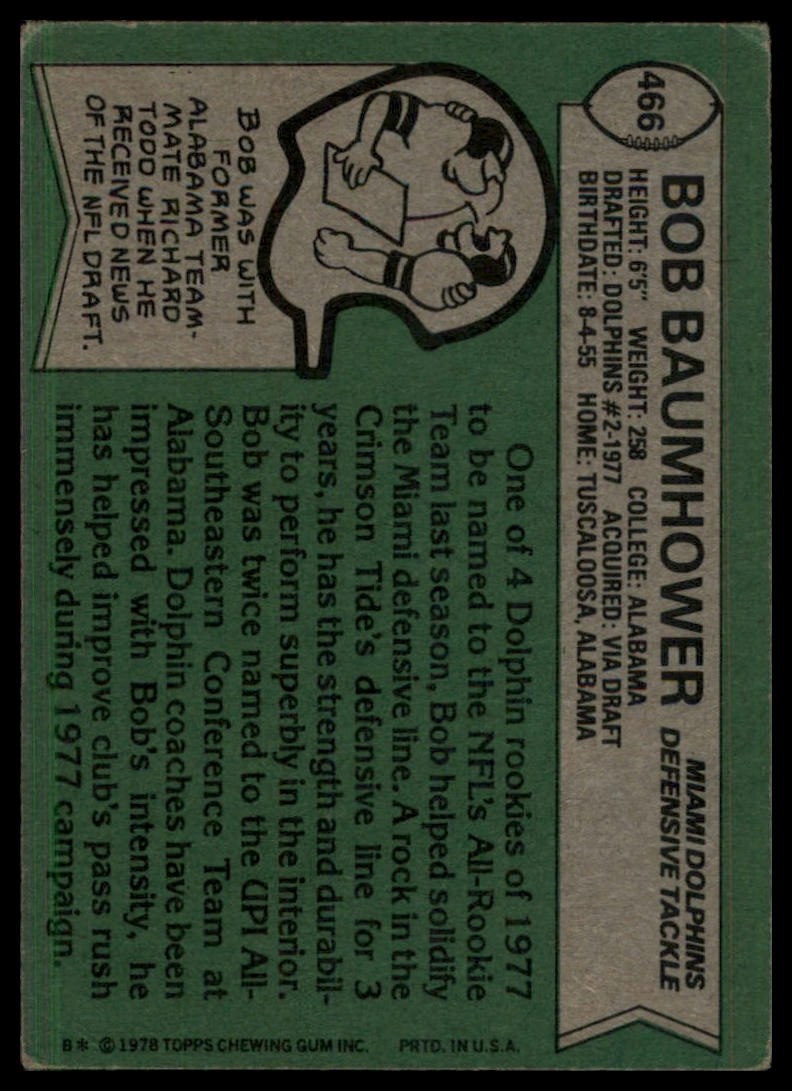 466
BOB BAUMHOWER
MIAMI DOLPHINS
DEFENSIVE TACKLE
HEIGHT: 6'5" WEIGHT: 258 COLLEGE: ALABAMA
DRAFTED: DOLPHINS #2-1977 ACQUIRED: VIA DRAFT
BIRTHDATE: 8-4-55 HOME: TUSCALOOSA, ALABAMA
BOB WAS WITH
FORMER
ALABAMA TEAM-
MATE RICHARD
TODD WHEN HE
RECEIVED NEWS
OF THE NFL DRAFT.
One of 4 Dolphin rookies of 1977
to be named to the NFL's All-Rookie
Team last season, Bob helped solidify
the Miami defensive line. A rock in the
Crimson Tide's defensive line for 3
years, he has the strength and durabil-
ity to perform superbly in the interior.
Bob was twice named to the UPI All-
Southeastern Conference Team at
Alabama. Dolphin coaches have been
impressed with Bob's intensity, he
has helped improve club's pass rush
immensely during 1977 campaign.
B* © 1978 TOPPS CHEWING GUM INC. PRTD. IN U.S.A.